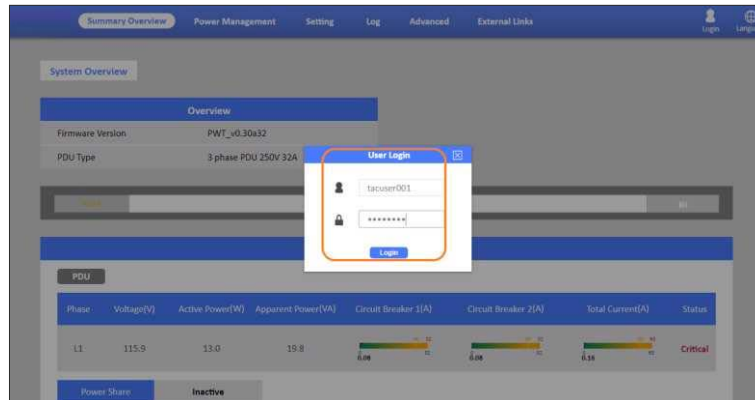 Summary Overview Power Management Setting Log Advanced External Links
Login
System Overview
Overview
Firmware Version PWT_v0.30a32
PDU Type 3 phase PDU 250V 32A
User Login
tacuser001
••••••••
Login
PDU
Phase Voltage(V) Active Power(W) Apparent Power(VA) Circuit Breaker 1(A) Circuit Breaker 2(A) Total Current(A) Status
L1 115.9 13.0 19.8 0.08 0.08 0.16 Critical
Power Share Inactive